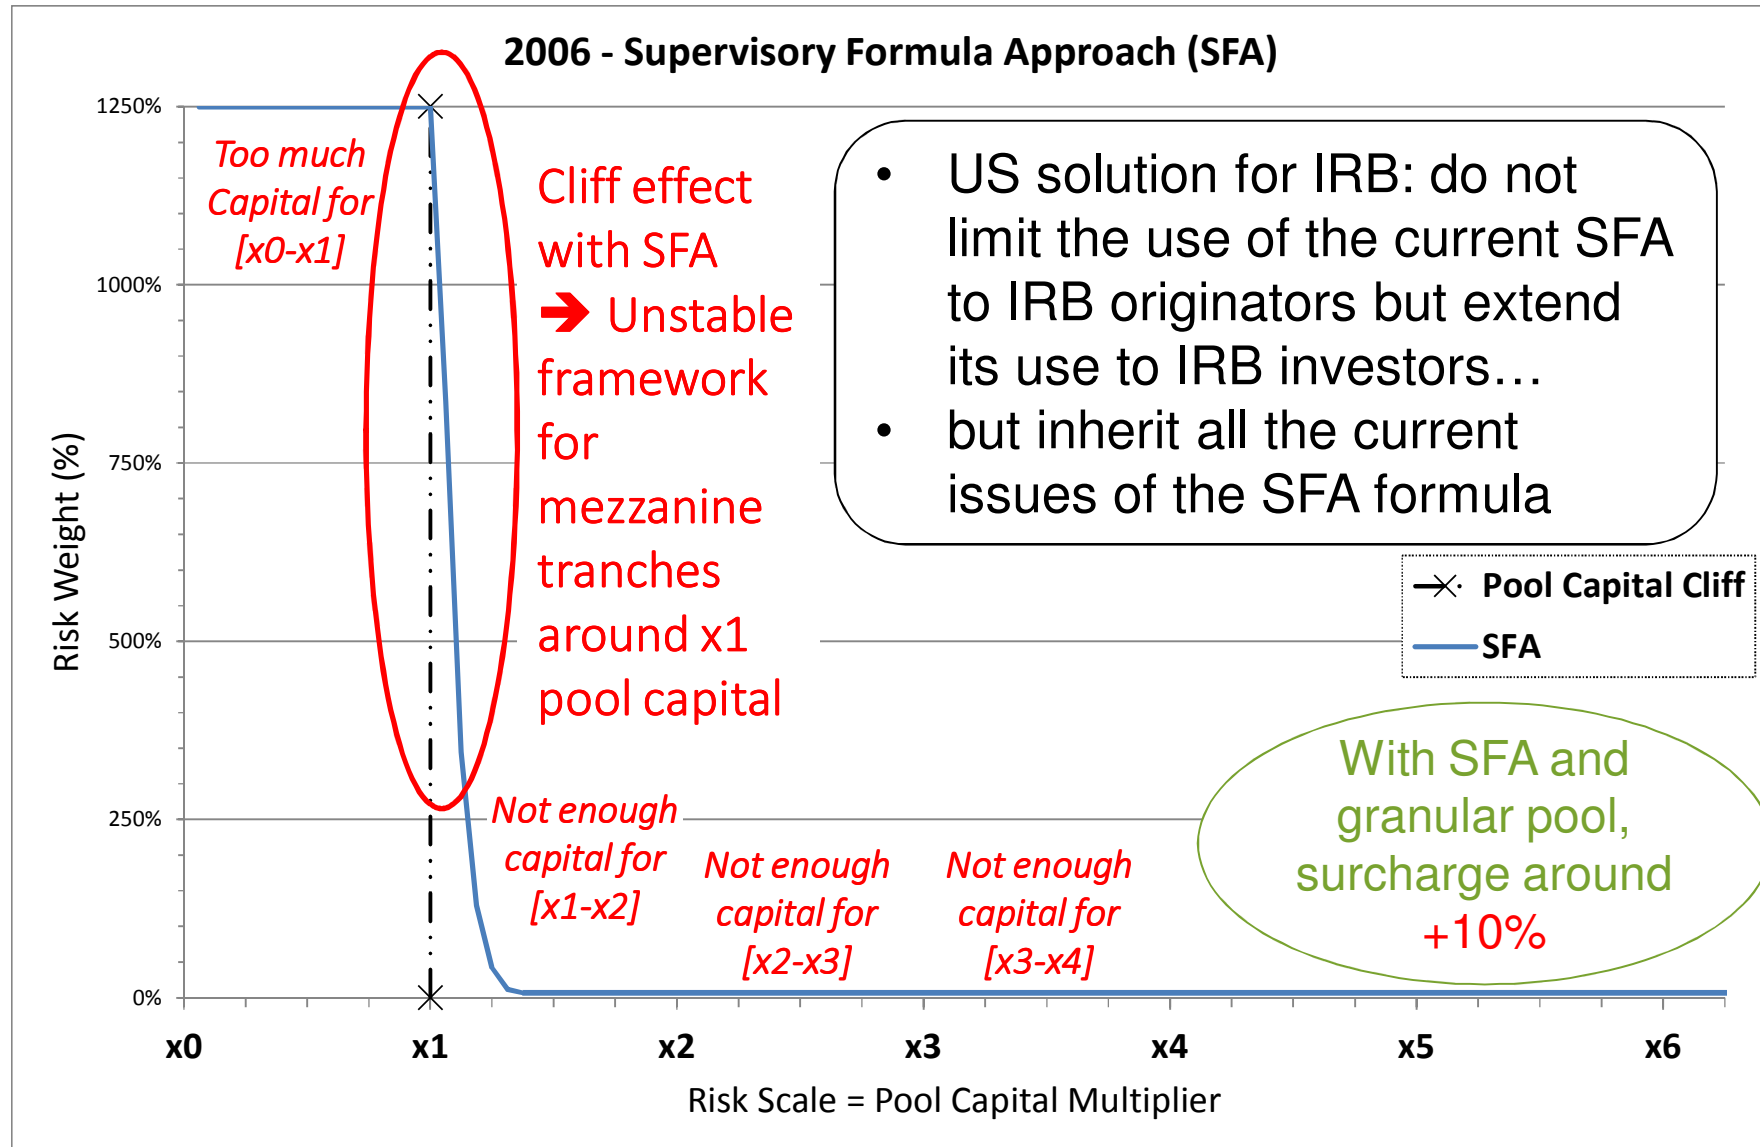 2006 - Supervisory Formula Approach (SFA)
1250%
1000%
750%
500%
250%
0%
Risk Weight (%)
Too much
Capital for
[x0-x1]
Cliff effect
with SFA
➔ Unstable
framework
for
mezzanine
tranches
around x1
pool capital
• US solution for IRB: do not
limit the use of the current SFA
to IRB originators but extend
its use to IRB investors…
• but inherit all the current
issues of the SFA formula
Pool Capital Cliff
SFA
Not enough
capital for
[x1-x2]
Not enough
capital for
[x2-x3]
Not enough
capital for
[x3-x4]
With SFA and
granular pool,
surcharge around
+10%
x0
x1
x2
x3
x4
x5
x6
Risk Scale = Pool Capital Multiplier